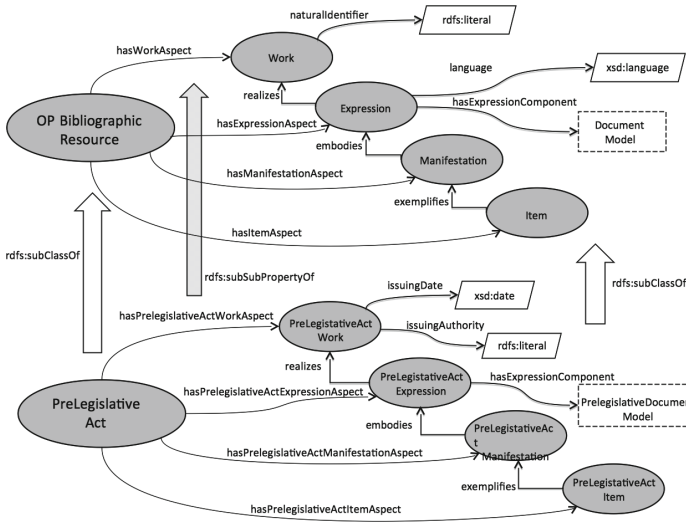 naturalIdentifier
rdfs:literal
hasWorkAspect
Work
language
xsd:language
realizes
hasExpressionComponent
Expression
OP Bibliographic
Resource
hasExpressionAspect
Document
Model
embodies
Manifestation
hasManifestationAspect
exemplifies
Item
hasItemAspect
rdfs:subClassOf
rdfs:subSubPropertyOf
rdfs:subClassOf
issuingDate
xsd:date
hasPrelegislativeActWorkAspect
PreLegistativeAct
Work
issuingAuthority
rdfs:literal
realizes
PreLegistativeAct
Expression
hasExpressionComponent
hasPrelegislativeActExpressionAspect
PreLegislative
Act
PrelegislativeDocumen
Model
embodies
PreLegistativeAc
t
Manifestation
hasPrelegislativeActManifestationAspect
exemplifies
PreLegistativeAct
Item
hasPrelegislativeActItemAspect